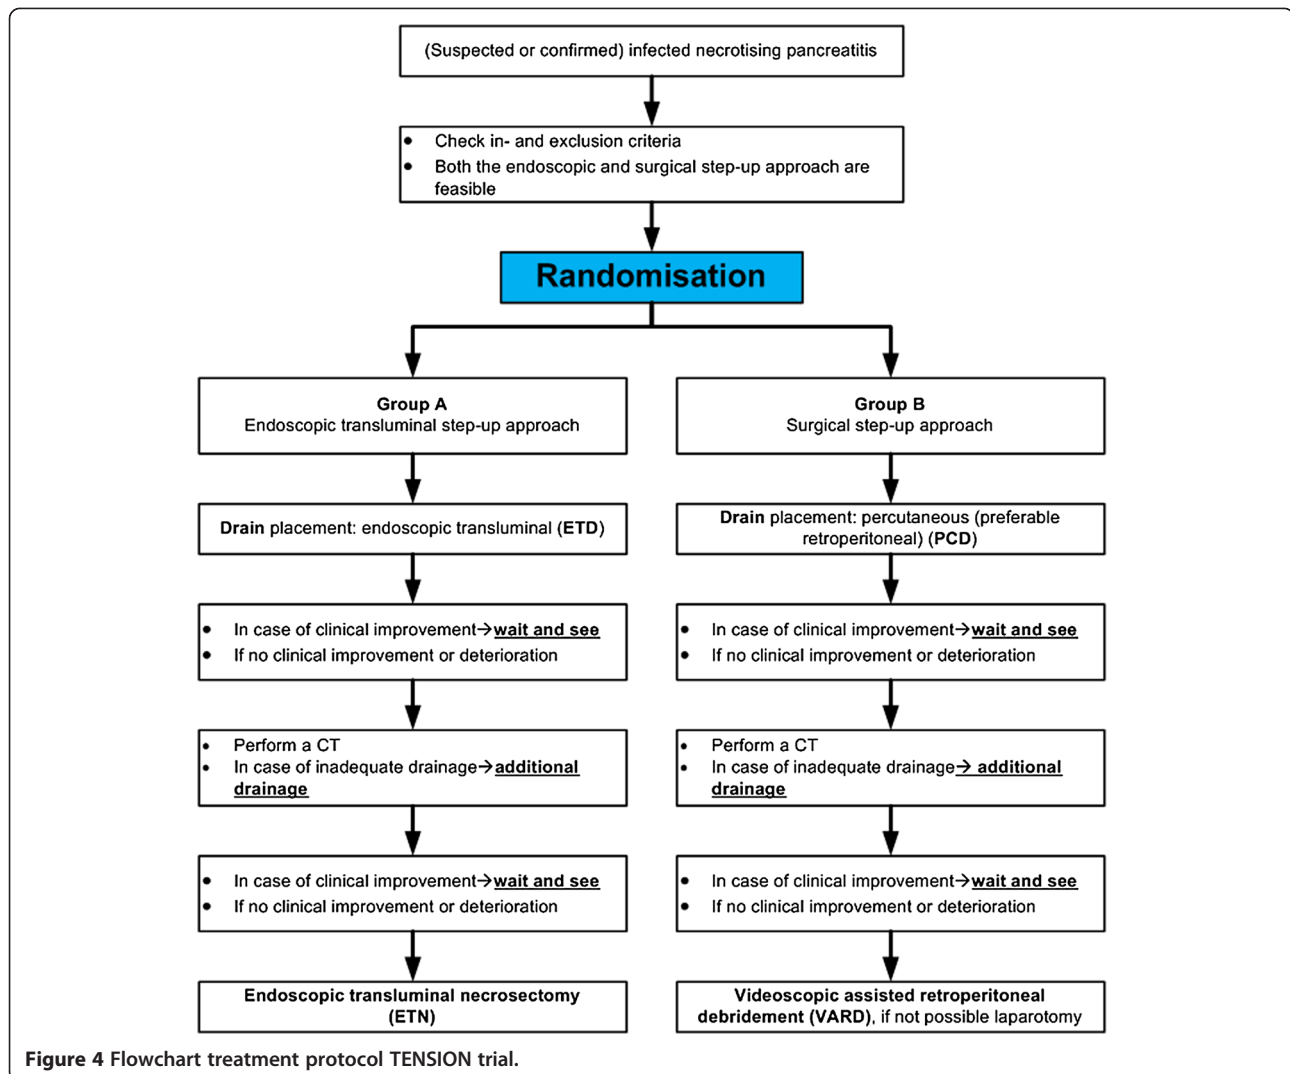 (Suspected or confirmed) infected necrotising pancreatitis
• Check in- and exclusion criteria
• Both the endoscopic and surgical step-up approach are
feasible
Randomisation
Group A
Endoscopic transluminal step-up approach
Group B
Surgical step-up approach
Drain placement: endoscopic transluminal (ETD)
Drain placement: percutaneous (preferable
retroperitoneal) (PCD)
• In case of clinical improvement→wait and see
• If no clinical improvement or deterioration
• In case of clinical improvement→wait and see
• If no clinical improvement or deterioration
• Perform a CT
• In case of inadequate drainage→additional
drainage
• Perform a CT
• In case of inadequate drainage→ additional
drainage
• In case of clinical improvement→wait and see
• If no clinical improvement or deterioration
• In case of clinical improvement→wait and see
• If no clinical improvement or deterioration
Endoscopic transluminal necrosectomy
(ETN)
Videoscopic assisted retroperitoneal
debridement (VARD), if not possible laparotomy
Figure 4 Flowchart treatment protocol TENSION trial.